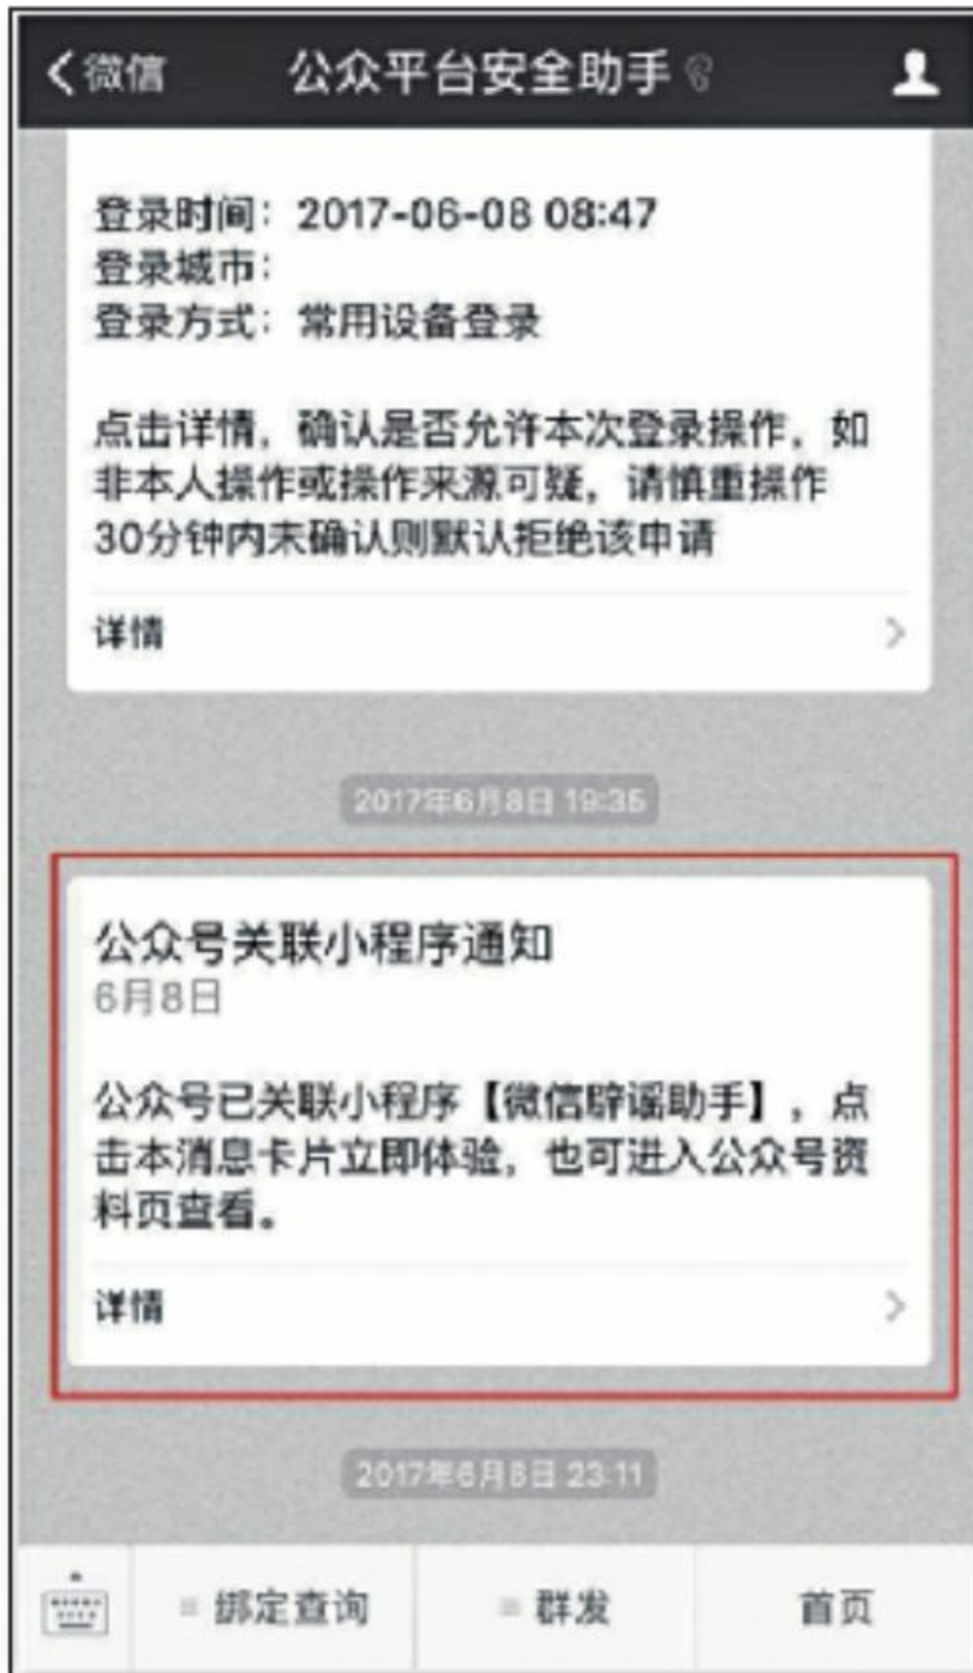 微信
公众平台安全助手
登录时间：2017-06-08 08:47
登录城市：
登录方式：常用设备登录
点击详情，确认是否允许本次登录操作，如
非本人操作或操作来源可疑，请慎重操作
30分钟内未确认则默认拒绝该申请
详情
2017年6月8日 19:35
公众号关联小程序通知
6月8日
公众号已关联小程序【微信辟谣助手】，点
击本消息卡片立即体验，也可进入公众号资
料页查看。
详情
2017年6月8日 23:11
绑定查询
群发
首页